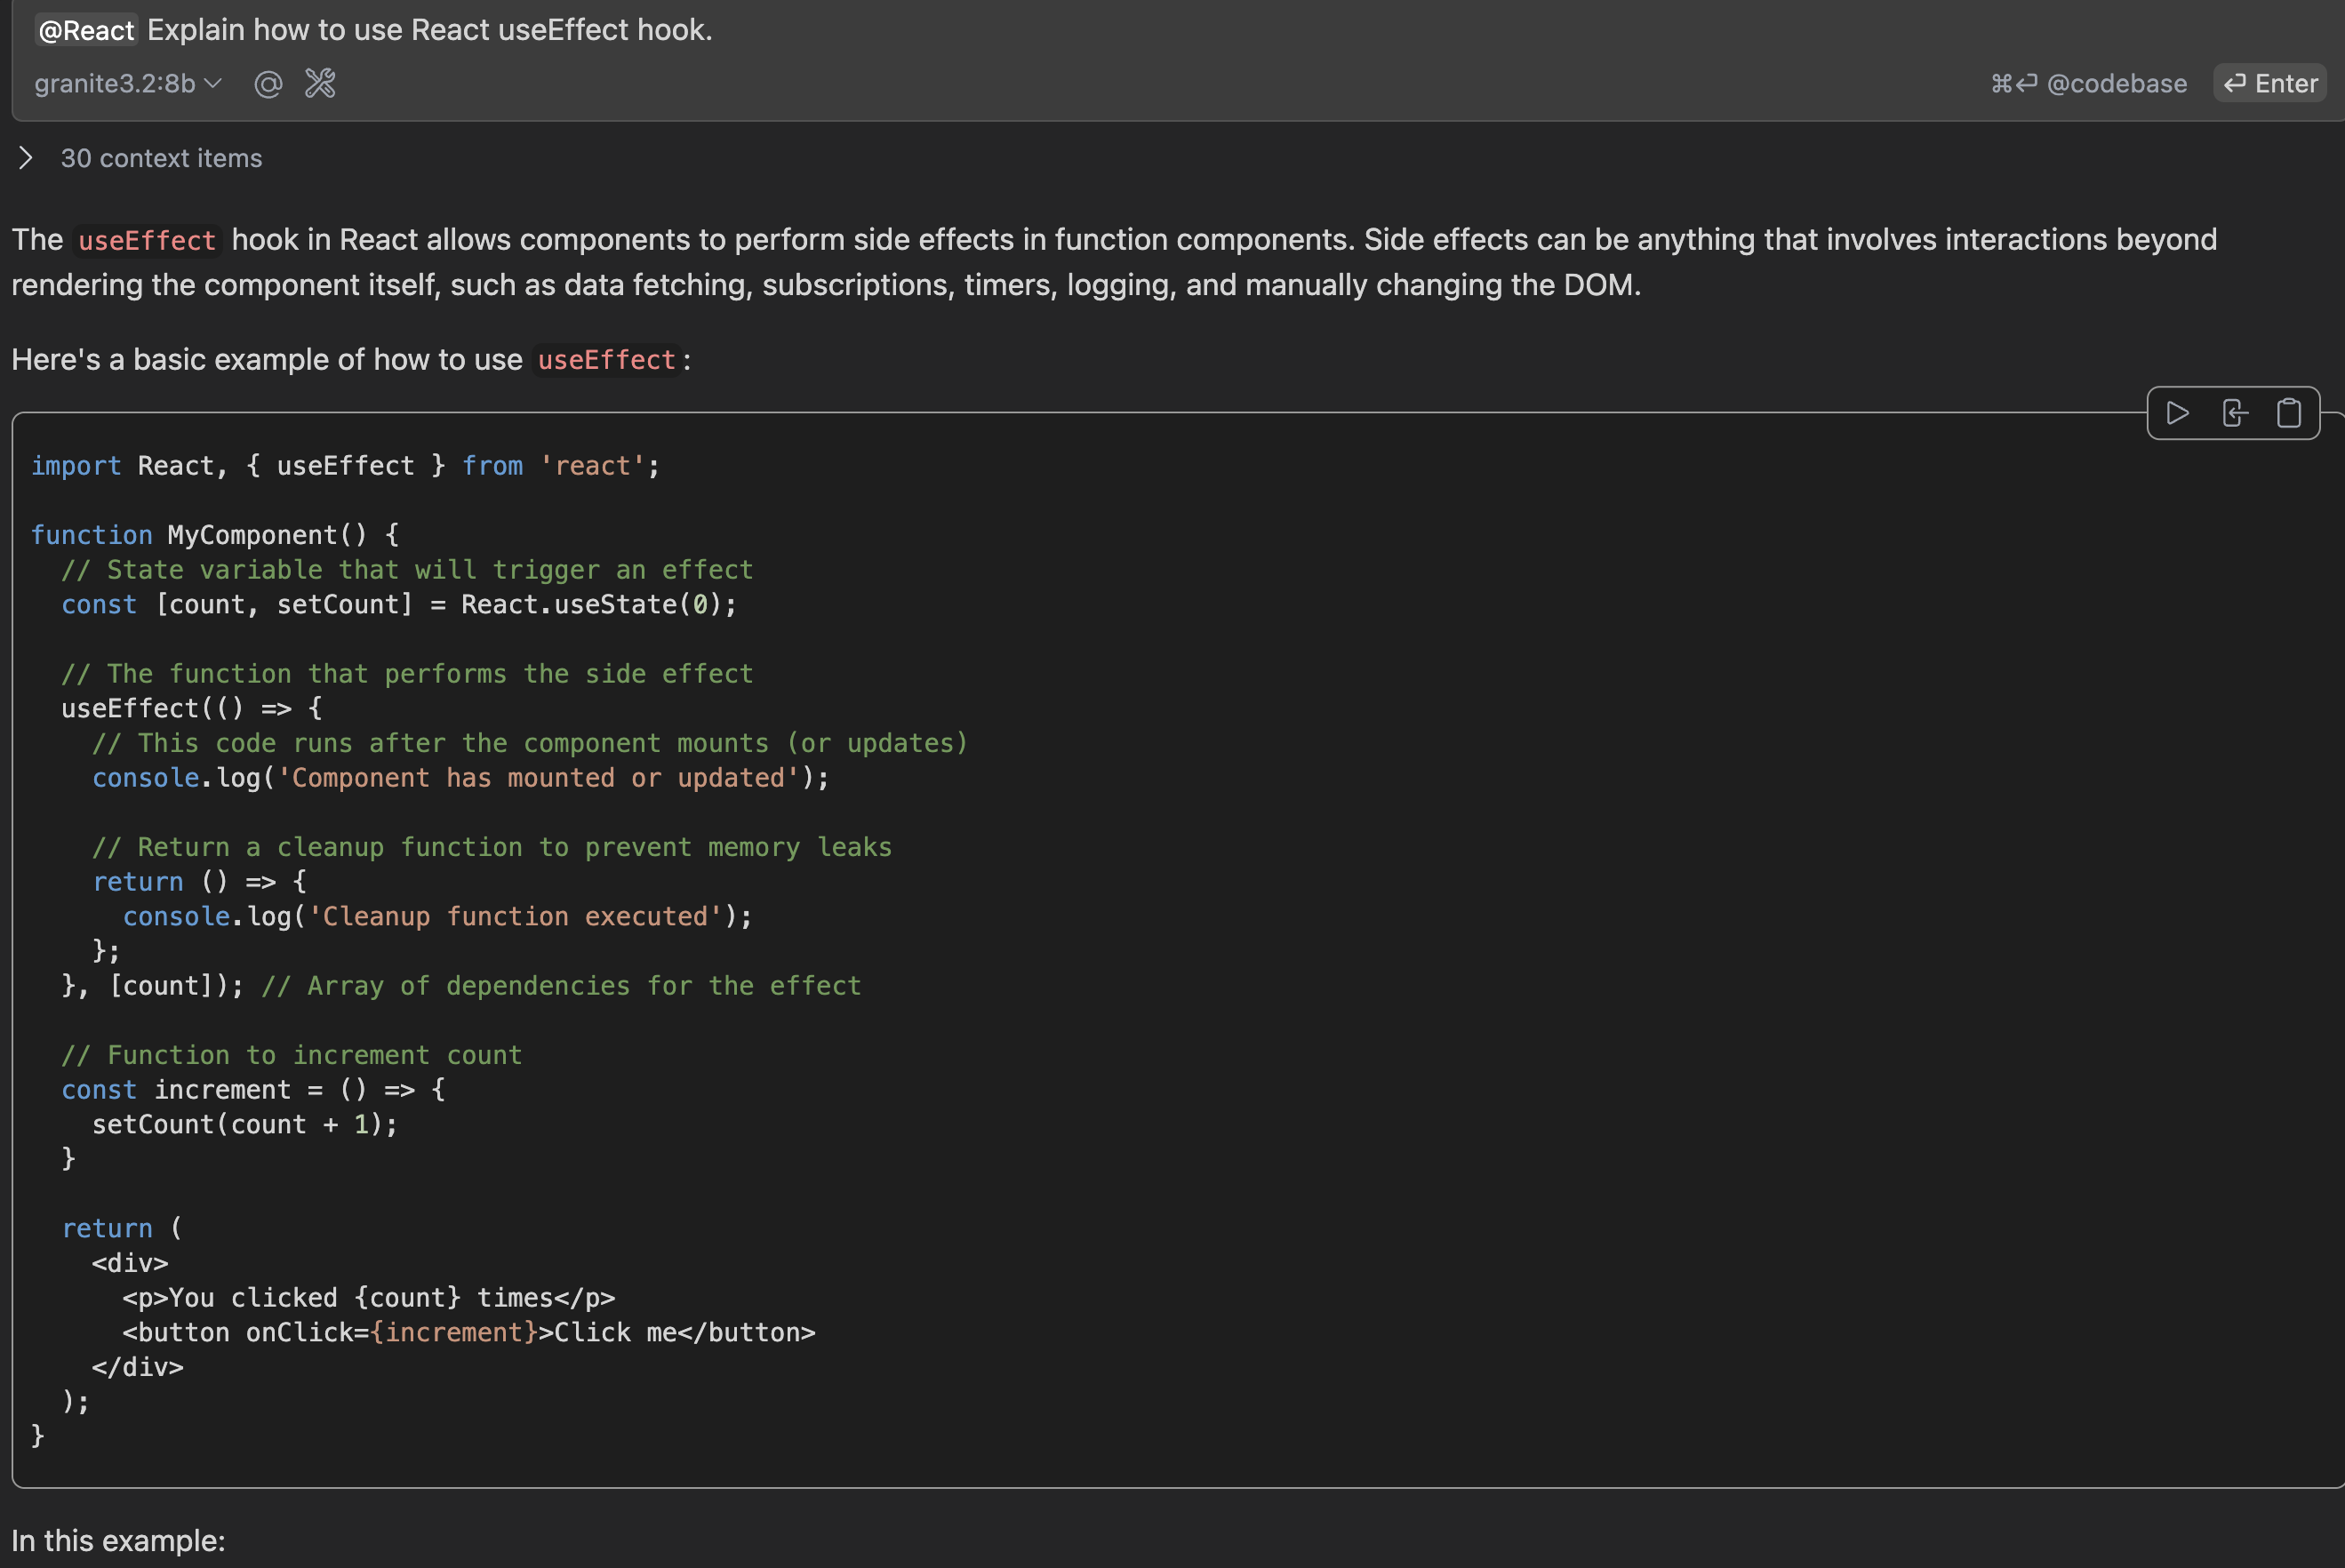 @React Explain how to use React useEffect hook.
granite3.2:8b @ ⌘⏎ @codebase ⏎ Enter
30 context items
The useEffect hook in React allows components to perform side effects in function components. Side effects can be anything that involves interactions beyond
rendering the component itself, such as data fetching, subscriptions, timers, logging, and manually changing the DOM.
Here's a basic example of how to use useEffect:
import React, { useEffect } from 'react';
function MyComponent() {
  // State variable that will trigger an effect
  const [count, setCount] = React.useState(0);
  // The function that performs the side effect
  useEffect(() => {
    // This code runs after the component mounts (or updates)
    console.log('Component has mounted or updated');
    // Return a cleanup function to prevent memory leaks
    return () => {
      console.log('Cleanup function executed');
    };
  }, [count]); // Array of dependencies for the effect
  // Function to increment count
  const increment = () => {
    setCount(count + 1);
  }
  return (
    <div>
      <p>You clicked {count} times</p>
      <button onClick={increment}>Click me</button>
    </div>
  );
}
In this example: